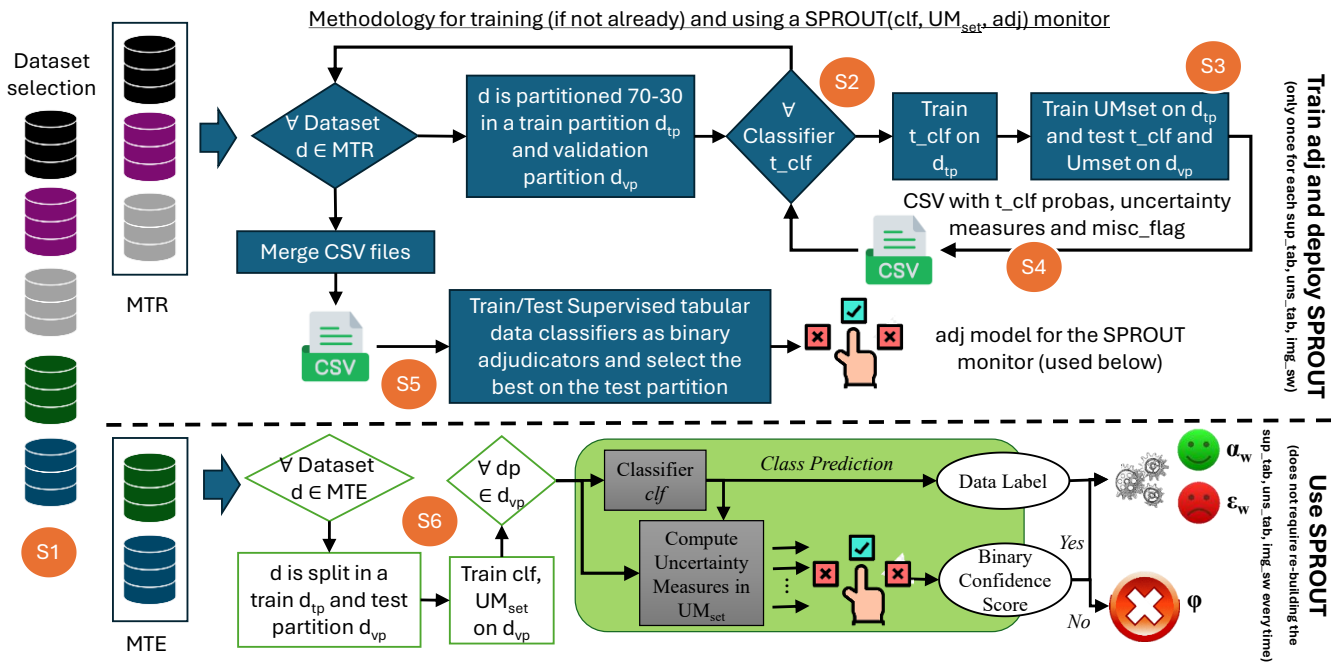 Methodology for training (if not already) and using a SPROUT(clf, UMset, adj) monitor
Dataset
selection
S1
MTR
∀ Dataset
d ∈ MTR
d is partitioned 70-30
in a train partition dtp
and validation
partition dvp
S2
∀
Classifier
t_clf
Train
t_clf on
dtp
S3
Train UMset on dtp
and test t_clf and
Umset on dvp
CSV with t_clf probas, uncertainty
measures and misc_flag
CSV
S4
Merge CSV files
CSV
S5
Train/Test Supervised tabular
data classifiers as binary
adjudicators and select the
best on the test partition
adj model for the SPROUT
monitor (used below)
Train adj and deploy SPROUT
(only once for each sup_tab, uns_tab, img_sw)
MTE
∀ Dataset
d ∈ MTE
S6
d is split in a
train dtp and test
partition dvp
Train clf,
UMset
on dvp
∀ dp
∈ dvp
Classifier
clf
Class Prediction
Data Label
Compute
Uncertainty
Measures in
UMset
⋮
Binary
Confidence
Score
Yes
No
αw
εw
φ
Use SPROUT
(does not require re-building the
sup_tab, uns_tab, img_sw every time)